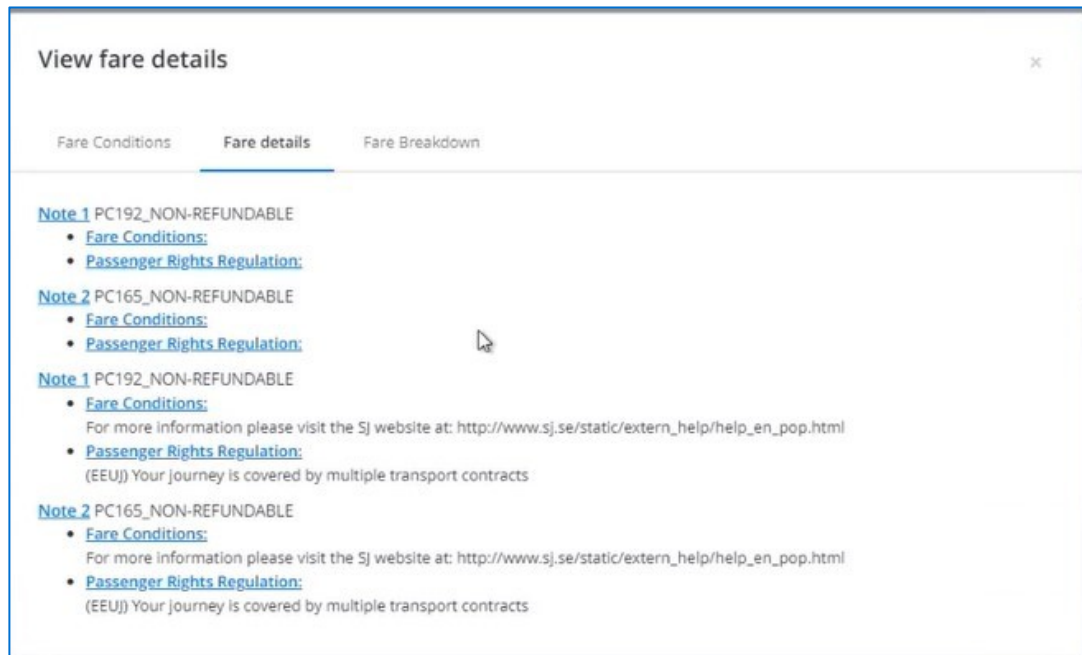 View fare details
×
Fare Conditions Fare details Fare Breakdown
Note 1 PC192_NON-REFUNDABLE
• Fare Conditions:
• Passenger Rights Regulation:
Note 2 PC165_NON-REFUNDABLE
• Fare Conditions:
• Passenger Rights Regulation:
Note 1 PC192_NON-REFUNDABLE
• Fare Conditions:
For more information please visit the SJ website at: http://www.sj.se/static/extern_help/help_en_pop.html
• Passenger Rights Regulation:
(EEUJ) Your journey is covered by multiple transport contracts
Note 2 PC165_NON-REFUNDABLE
• Fare Conditions:
For more information please visit the SJ website at: http://www.sj.se/static/extern_help/help_en_pop.html
• Passenger Rights Regulation:
(EEUJ) Your journey is covered by multiple transport contracts